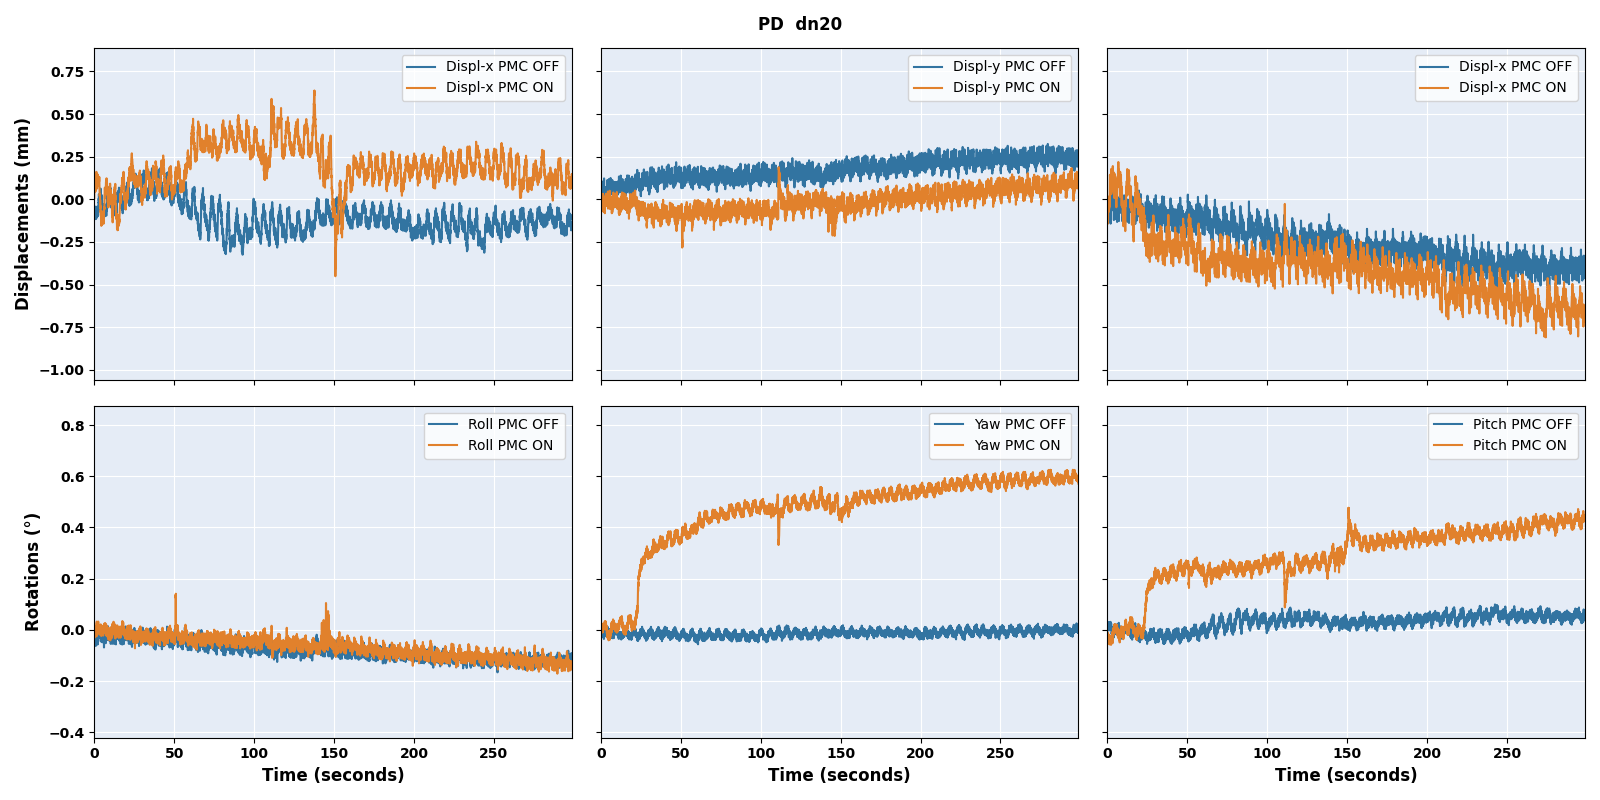 PD  dn20
Displacements (mm)
0.75
0.50
0.25
0.00
−0.25
−0.50
−0.75
−1.00
Displ-x PMC OFF
Displ-x PMC ON
Displ-y PMC OFF
Displ-y PMC ON
Displ-x PMC OFF
Displ-x PMC ON
Rotations (°)
0.8
0.6
0.4
0.2
0.0
−0.2
−0.4
Roll PMC OFF
Roll PMC ON
Yaw PMC OFF
Yaw PMC ON
Pitch PMC OFF
Pitch PMC ON
0 50 100 150 200 250
0 50 100 150 200 250
0 50 100 150 200 250
Time (seconds)
Time (seconds)
Time (seconds)